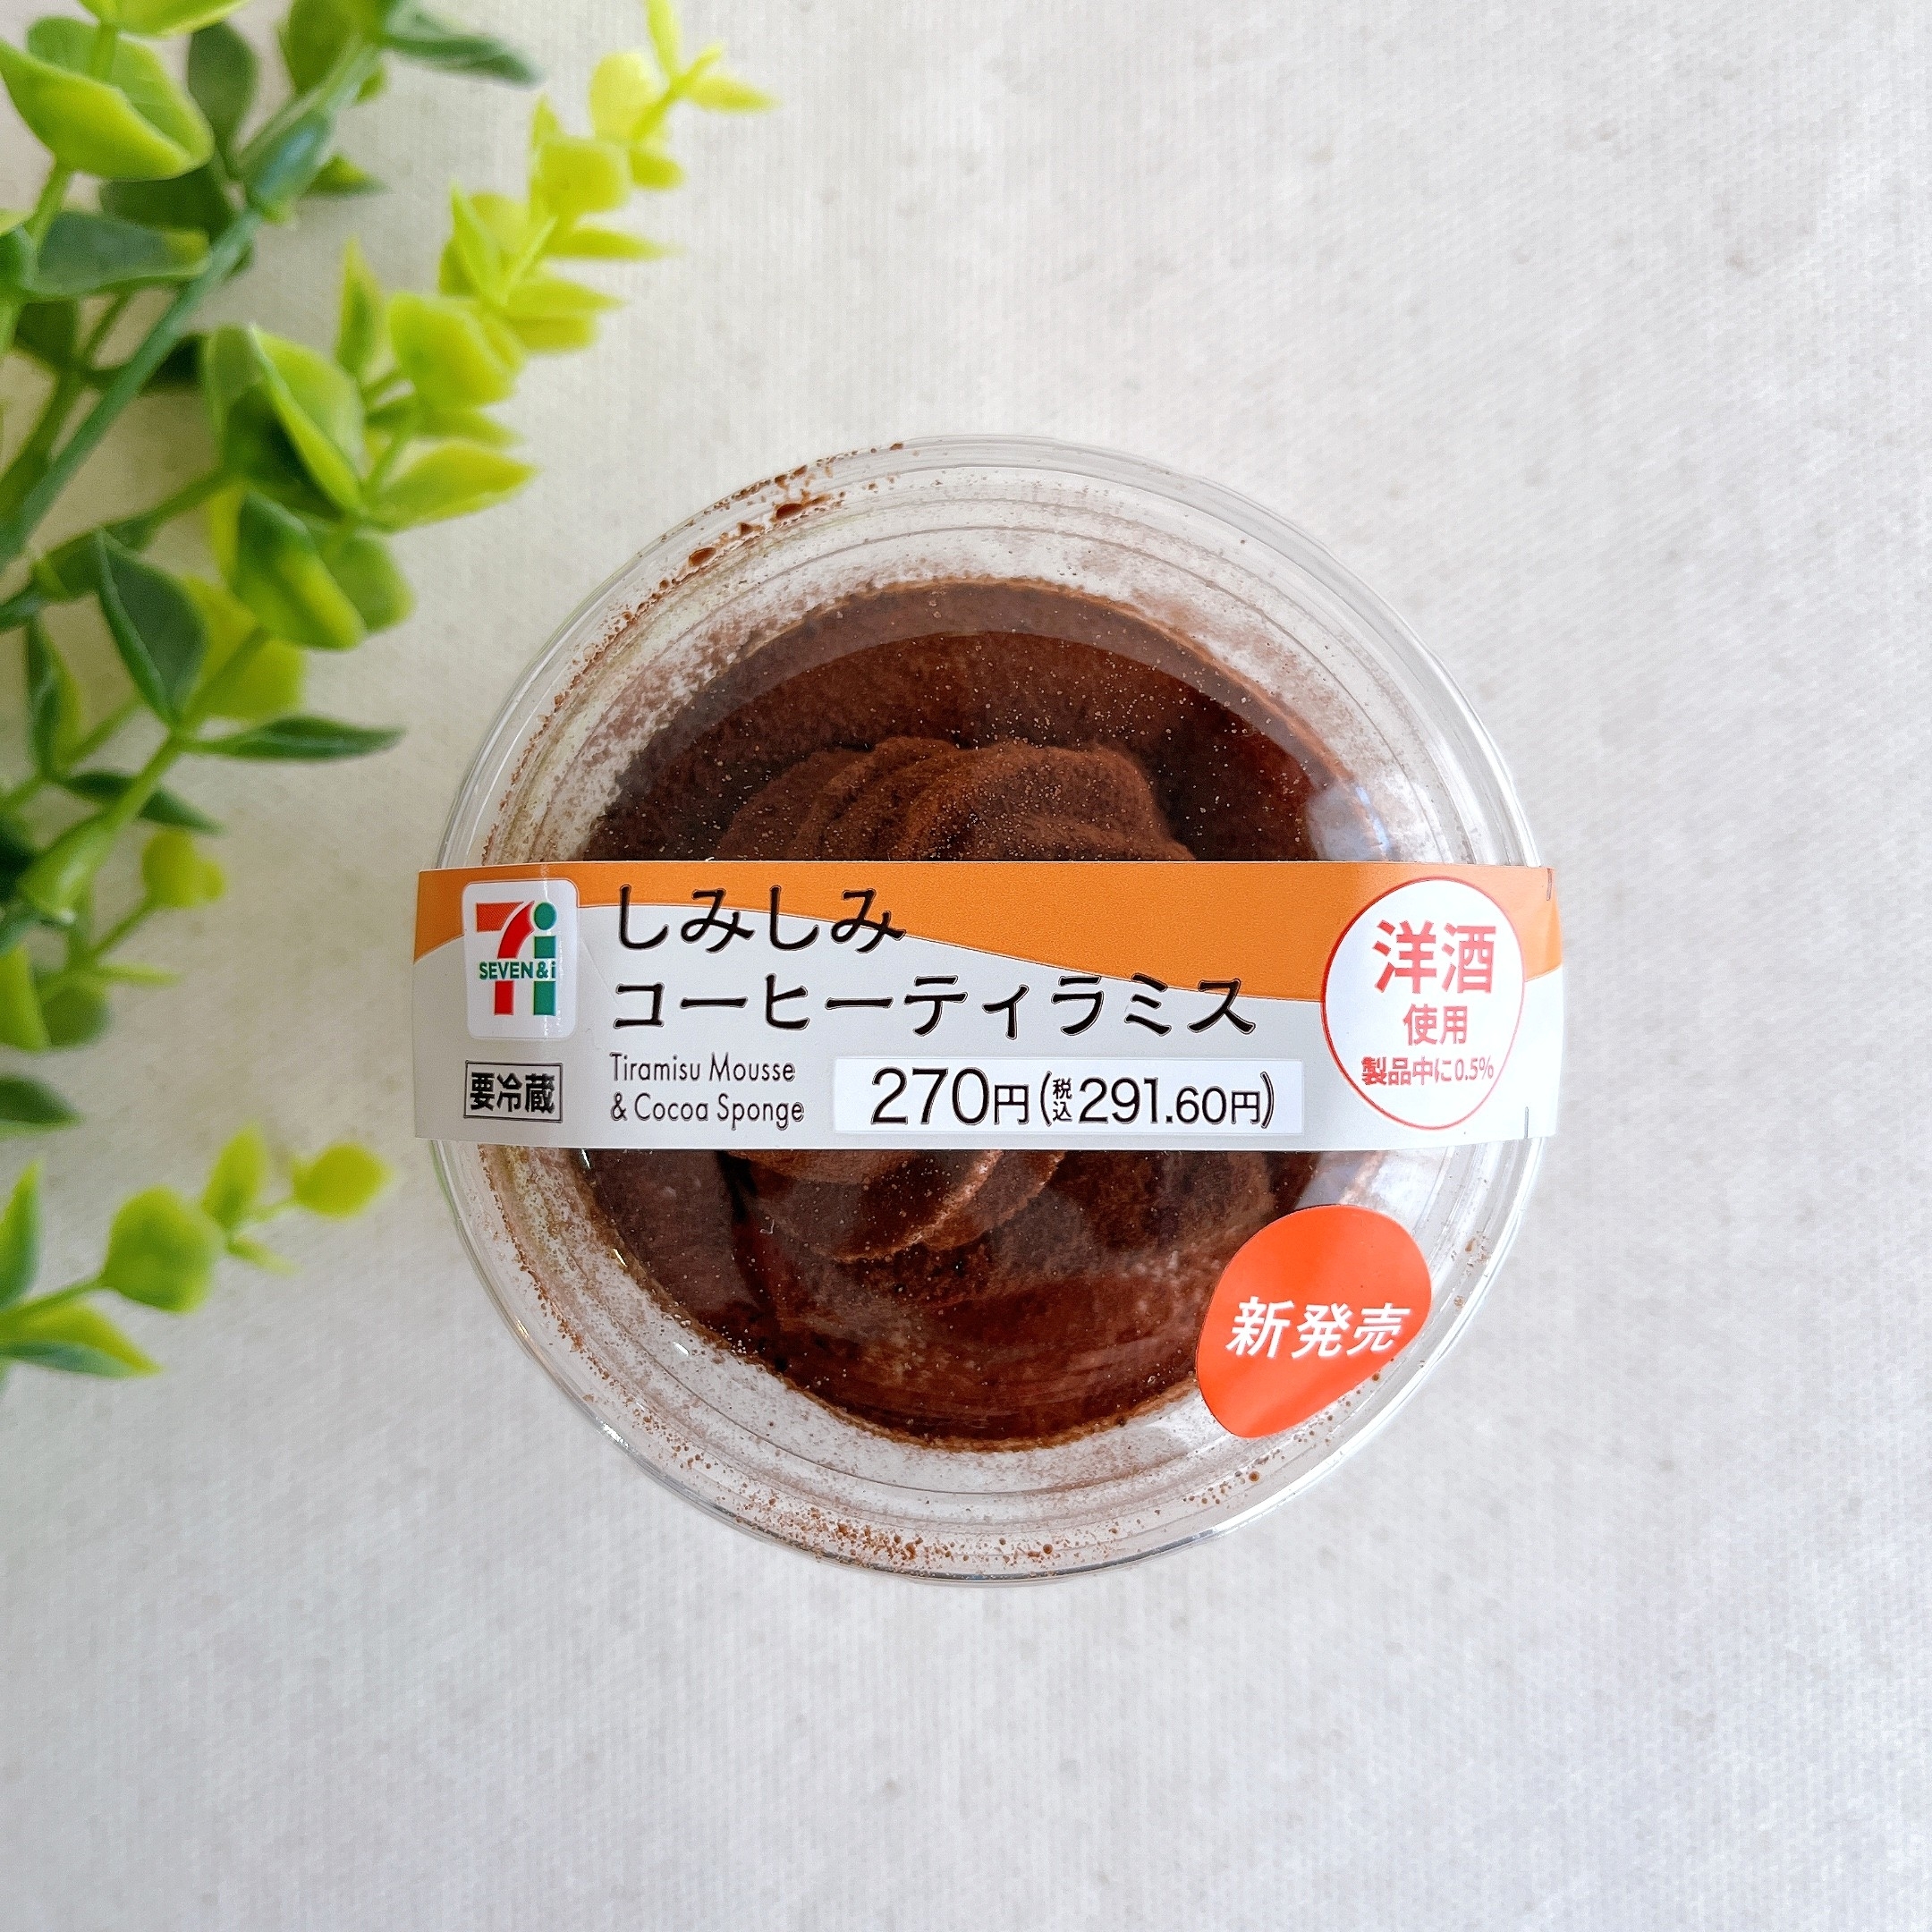 SEVEN&i
しみしみ
コーヒーティラミス
要冷蔵
Tiramisu Mousse
& Cocoa Sponge
270円(税込291.60円)
洋酒
使用
製品中に0.5%
新発売